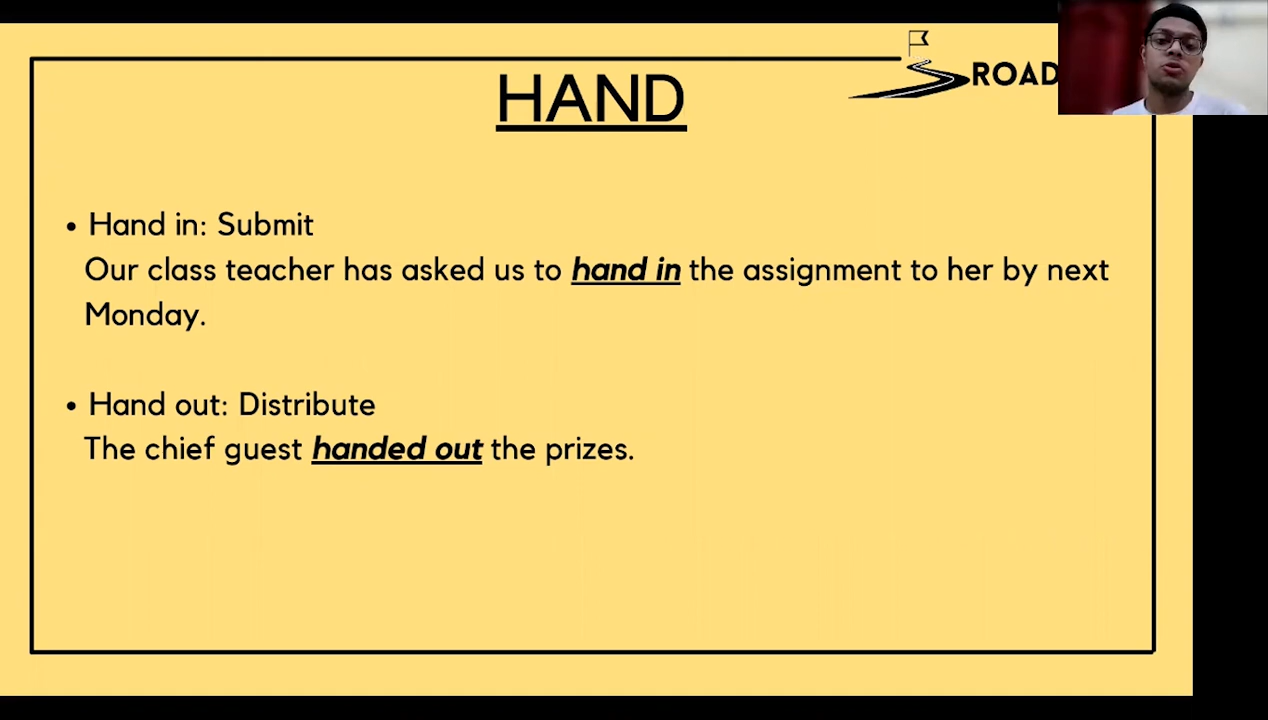 ROAD
HAND
• Hand in: Submit
Our class teacher has asked us to hand in the assignment to her by next
Monday.
• Hand out: Distribute
The chief guest handed out the prizes.